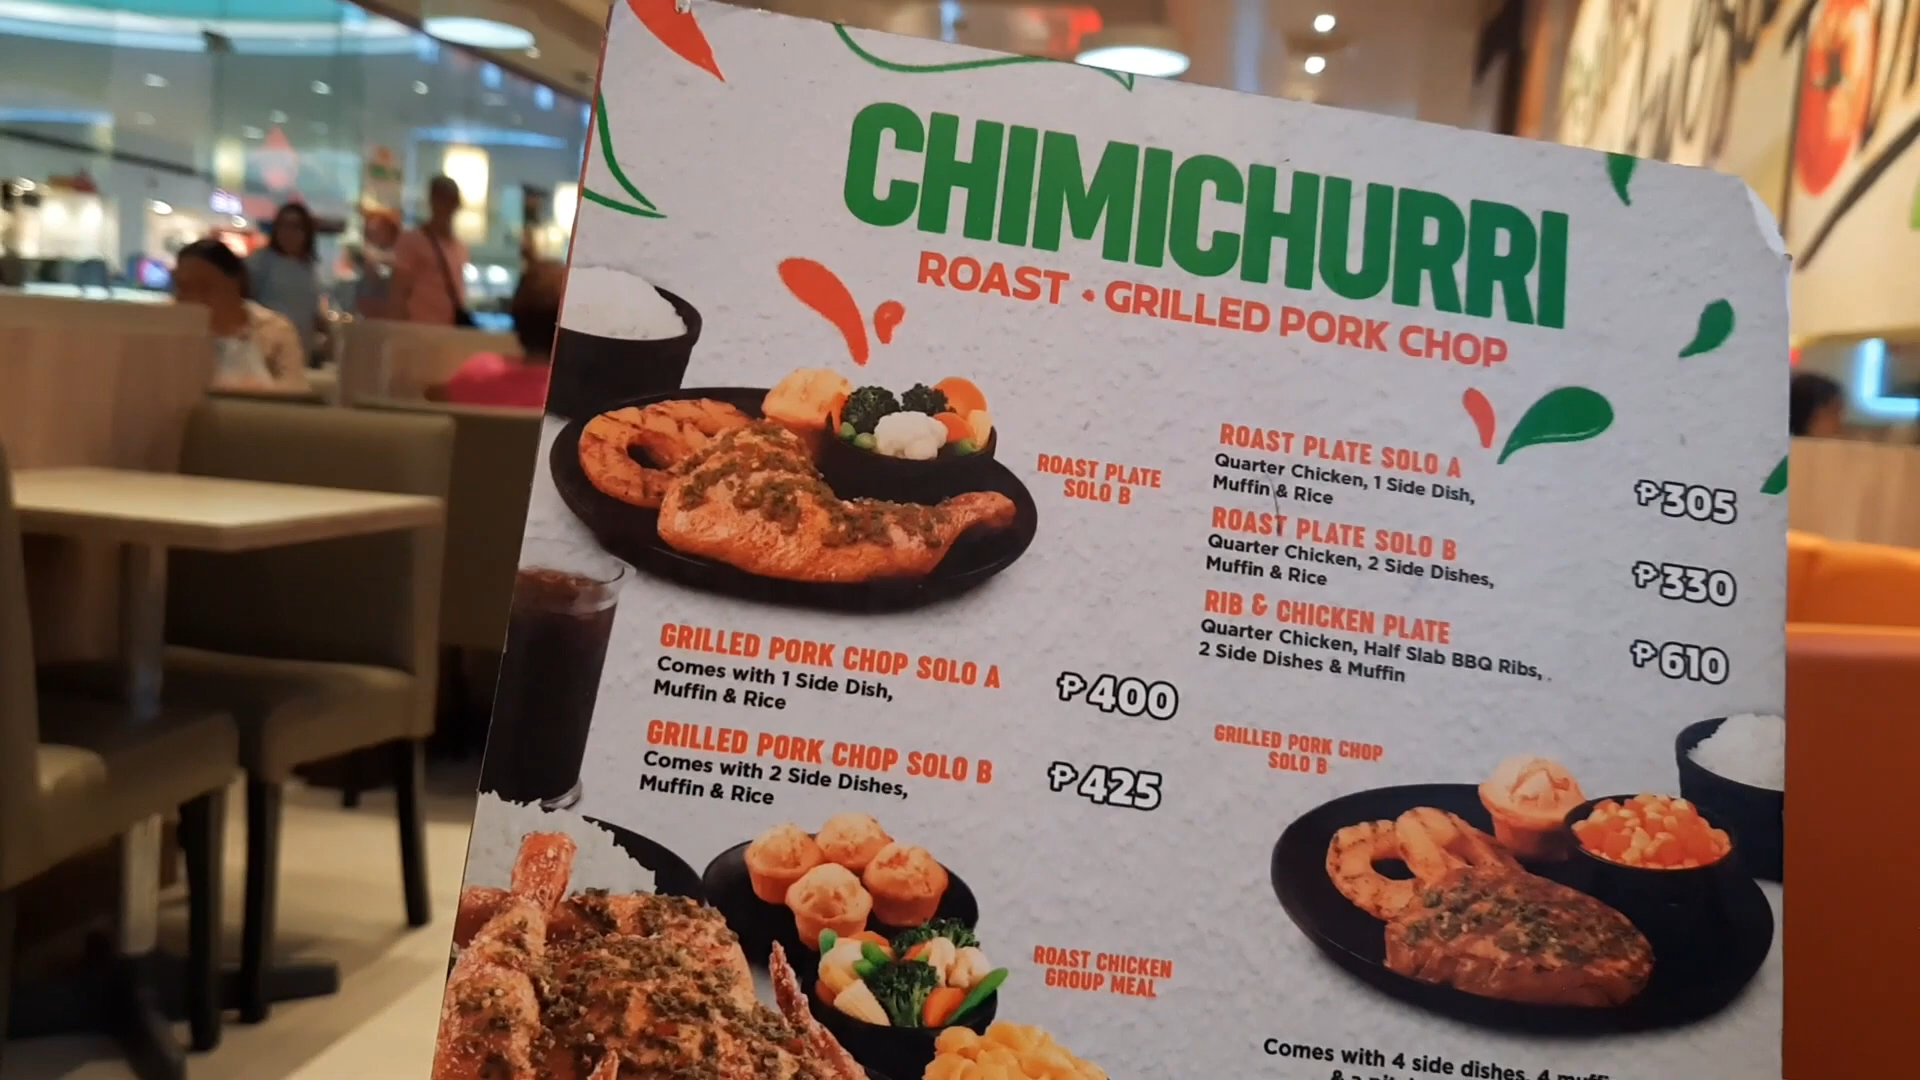 CHIMICHURRI
ROAST • GRILLED PORK CHOP
ROAST PLATE
SOLO B
ROAST PLATE SOLO A
Quarter Chicken, 1 Side Dish,
Muffin & Rice
₱305
ROAST PLATE SOLO B
Quarter Chicken, 2 Side Dishes,
Muffin & Rice
₱330
RIB & CHICKEN PLATE
Quarter Chicken, Half Slab BBQ Ribs,
2 Side Dishes & Muffin
₱610
GRILLED PORK CHOP SOLO A
Comes with 1 Side Dish,
Muffin & Rice
₱400
GRILLED PORK CHOP SOLO B
Comes with 2 Side Dishes,
Muffin & Rice
₱425
GRILLED PORK CHOP
SOLO B
ROAST CHICKEN
GROUP MEAL
Comes with 4 side dishes, 4